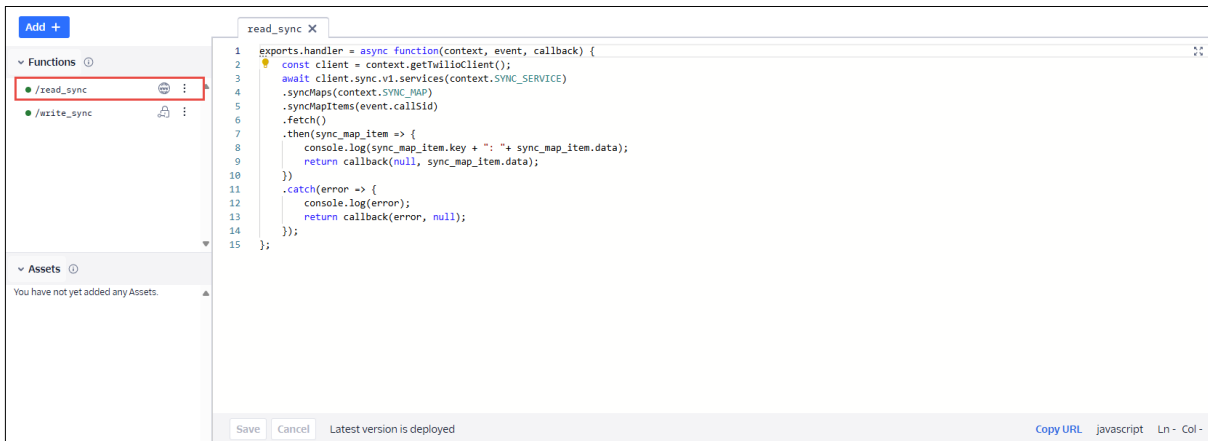 Add +
Functions
/read_sync
/write_sync
Assets
You have not yet added any Assets.
read_sync X
1 exports.handler = async function(context, event, callback) {
2 const client = context.getTwilioClient();
3 await client.sync.v1.services(context.SYNC_SERVICE)
4 .syncMaps(context.SYNC_MAP)
5 .syncMapItems(event.callSid)
6 .fetch()
7 .then(sync_map_item => {
8 console.log(sync_map_item.key + ": "+ sync_map_item.data);
9 return callback(null, sync_map_item.data);
10 })
11 .catch(error => {
12 console.log(error);
13 return callback(error, null);
14 });
15 };
Save Cancel Latest version is deployed Copy URL javascript Ln - Col -